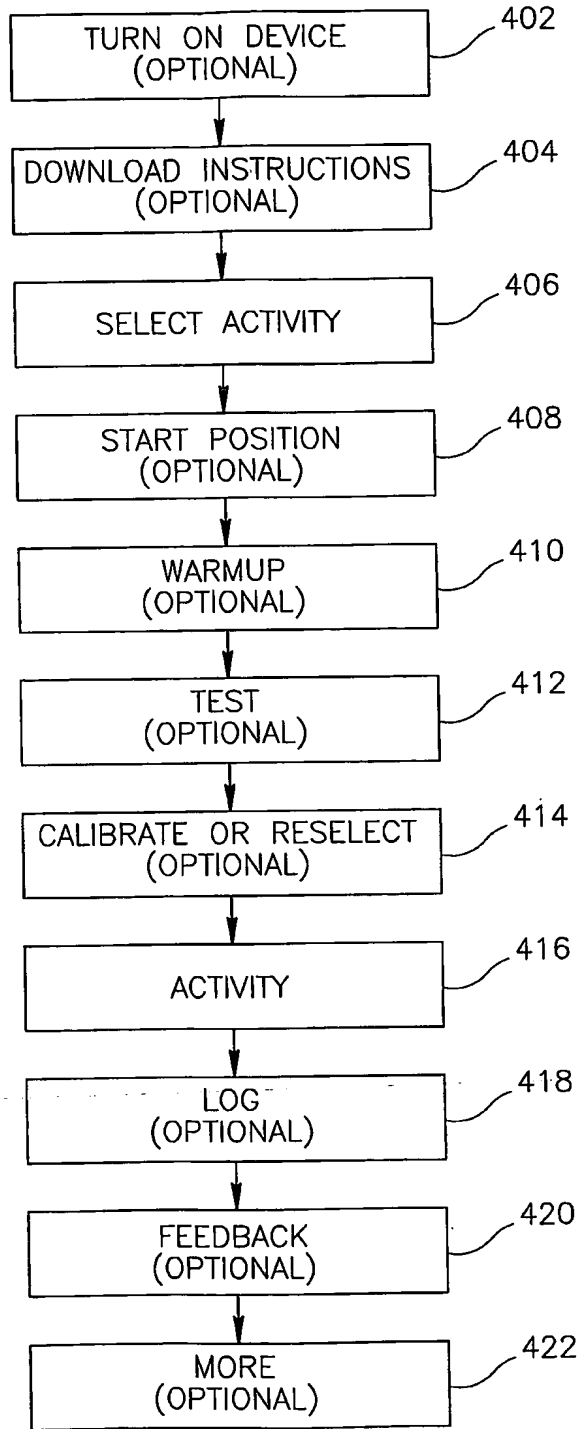 TURN ON DEVICE
(OPTIONAL)
402
DOWNLOAD INSTRUCTIONS
(OPTIONAL)
404
SELECT ACTIVITY
406
START POSITION
(OPTIONAL)
408
WARMUP
(OPTIONAL)
410
TEST
(OPTIONAL)
412
CALIBRATE OR RESELECT
(OPTIONAL)
414
ACTIVITY
416
LOG
(OPTIONAL)
418
FEEDBACK
(OPTIONAL)
420
MORE
(OPTIONAL)
422